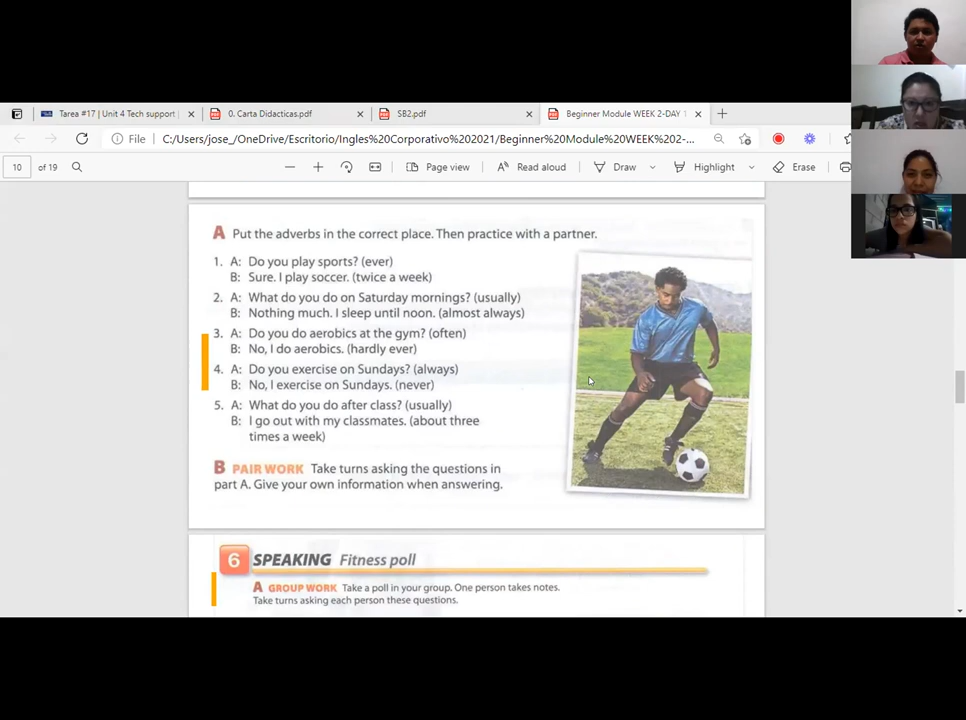 Tarea #17 | Unit 4 Tech support |
0. Carta Didacticas.pdf
SB2.pdf
Beginner Module WEEK 2-DAY 1
File
C:/Users/jose_/OneDrive/Escritorio/Ingles%20Corporativo%202021/Beginner%20Module%20WEEK%202-...
10 of 19
Page view
Read aloud
Draw
Highlight
Erase
A Put the adverbs in the correct place. Then practice with a partner.
1. A: Do you play sports? (ever)
B: Sure. I play soccer. (twice a week)
2. A: What do you do on Saturday mornings? (usually)
B: Nothing much. I sleep until noon. (almost always)
3. A: Do you do aerobics at the gym? (often)
B: No, I do aerobics. (hardly ever)
4. A: Do you exercise on Sundays? (always)
B: No, I exercise on Sundays. (never)
5. A: What do you do after class? (usually)
B: I go out with my classmates. (about three
times a week)
B PAIR WORK Take turns asking the questions in
part A. Give your own information when answering.
6 SPEAKING Fitness poll
A GROUP WORK Take a poll in your group. One person takes notes.
Take turns asking each person these questions.